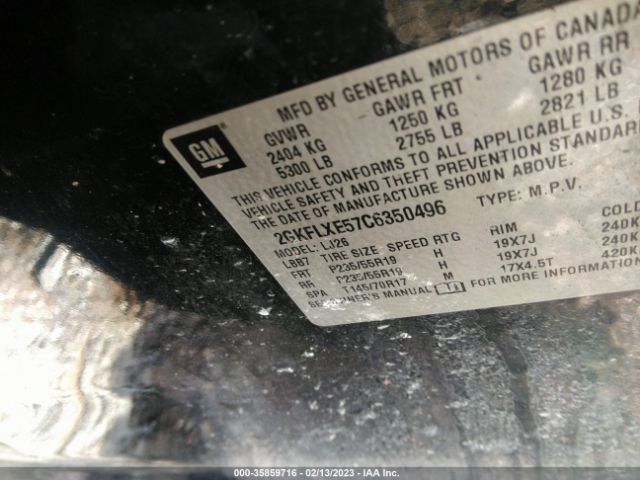 MFD BY GENERAL MOTORS OF CANADA
GVWR GAWR FRT GAWR RR
2404 KG 1250 KG 1280 KG
5300 LB 2755 LB 2821 LB
GM
THIS VEHICLE CONFORMS TO ALL APPLICABLE U.S.
VEHICLE SAFETY AND THEFT PREVENTION STANDARD
THE DATE OF MANUFACTURE SHOWN ABOVE.
2GKFLXE57C6350496 TYPE: M.P.V.
MODEL: LJ26
LB87 TIRE SIZE SPEED RTG RIM COLD
FRT P235/55R19 H 19X7J 240K
RR P235/55R19 H 19X7J 240K
SPA T145/70R17 M 17X4.5T 420K
SEE OWNER'S MANUAL FOR MORE INFORMATION
000-35859716 - 02/13/2023 - IAA Inc.